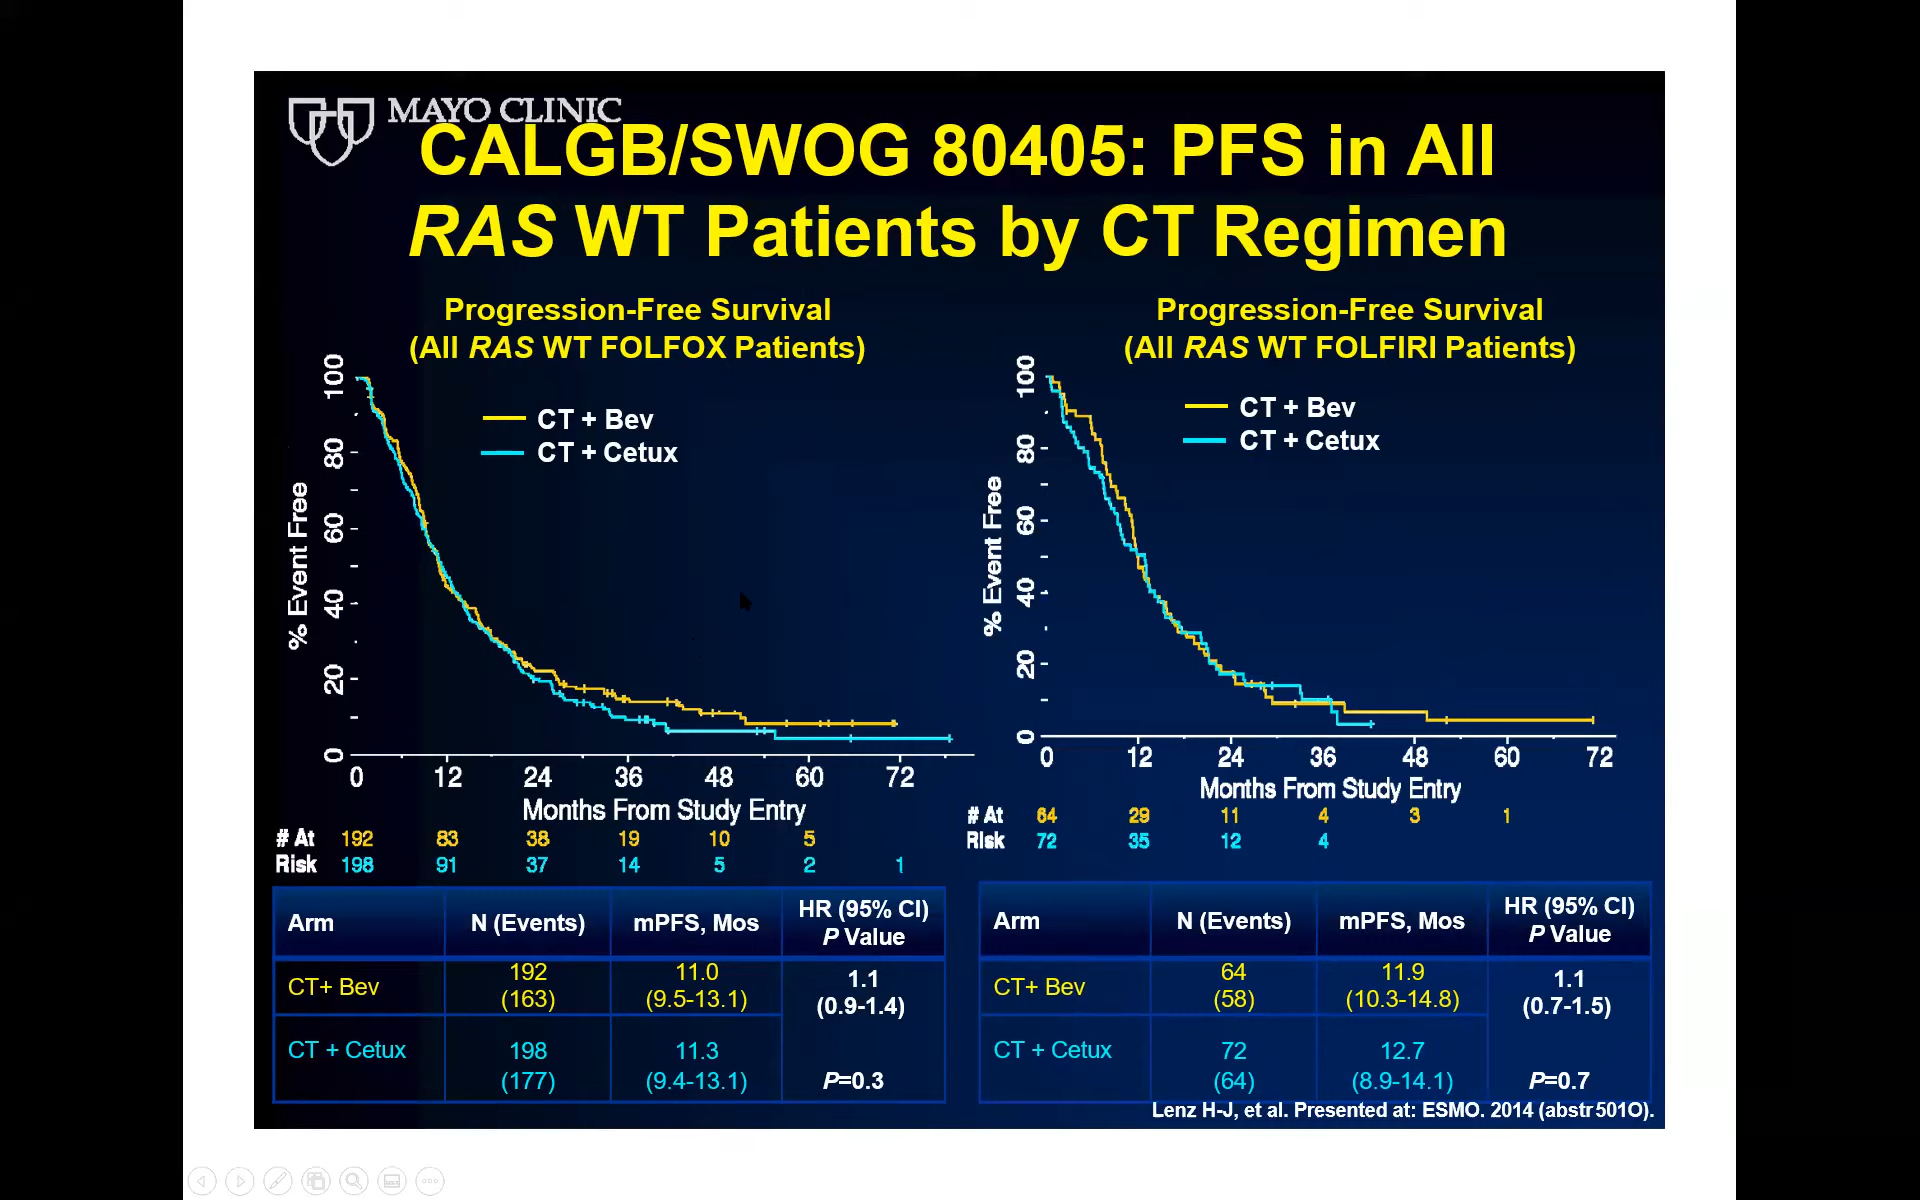 MAYO CLINIC
CALGB/SWOG 80405: PFS in All
RAS WT Patients by CT Regimen
Progression-Free Survival
(All RAS WT FOLFOX Patients)
CT + Bev
CT + Cetux
% Event Free
100
80
60
40
20
0
0 12 24 36 48 60 72
Months From Study Entry
# At 192 83 38 19 10 5
Risk 198 91 37 14 5 2 1
Arm N (Events) mPFS, Mos HR (95% CI)
P Value
CT+ Bev 192 11.0 1.1
(163) (9.5-13.1) (0.9-1.4)
CT + Cetux 198 11.3
(177) (9.4-13.1) P=0.3
Progression-Free Survival
(All RAS WT FOLFIRI Patients)
CT + Bev
CT + Cetux
% Event Free
100
80
60
40
20
0
0 12 24 36 48 60 72
Months From Study Entry
# At 64 29 11 4 3 1
Risk 72 35 12 4
Arm N (Events) mPFS, Mos HR (95% CI)
P Value
CT+ Bev 64 11.9 1.1
(58) (10.3-14.8) (0.7-1.5)
CT + Cetux 72 12.7
(64) (8.9-14.1) P=0.7
Lenz H-J, et al. Presented at: ESMO. 2014 (abstr 501O).